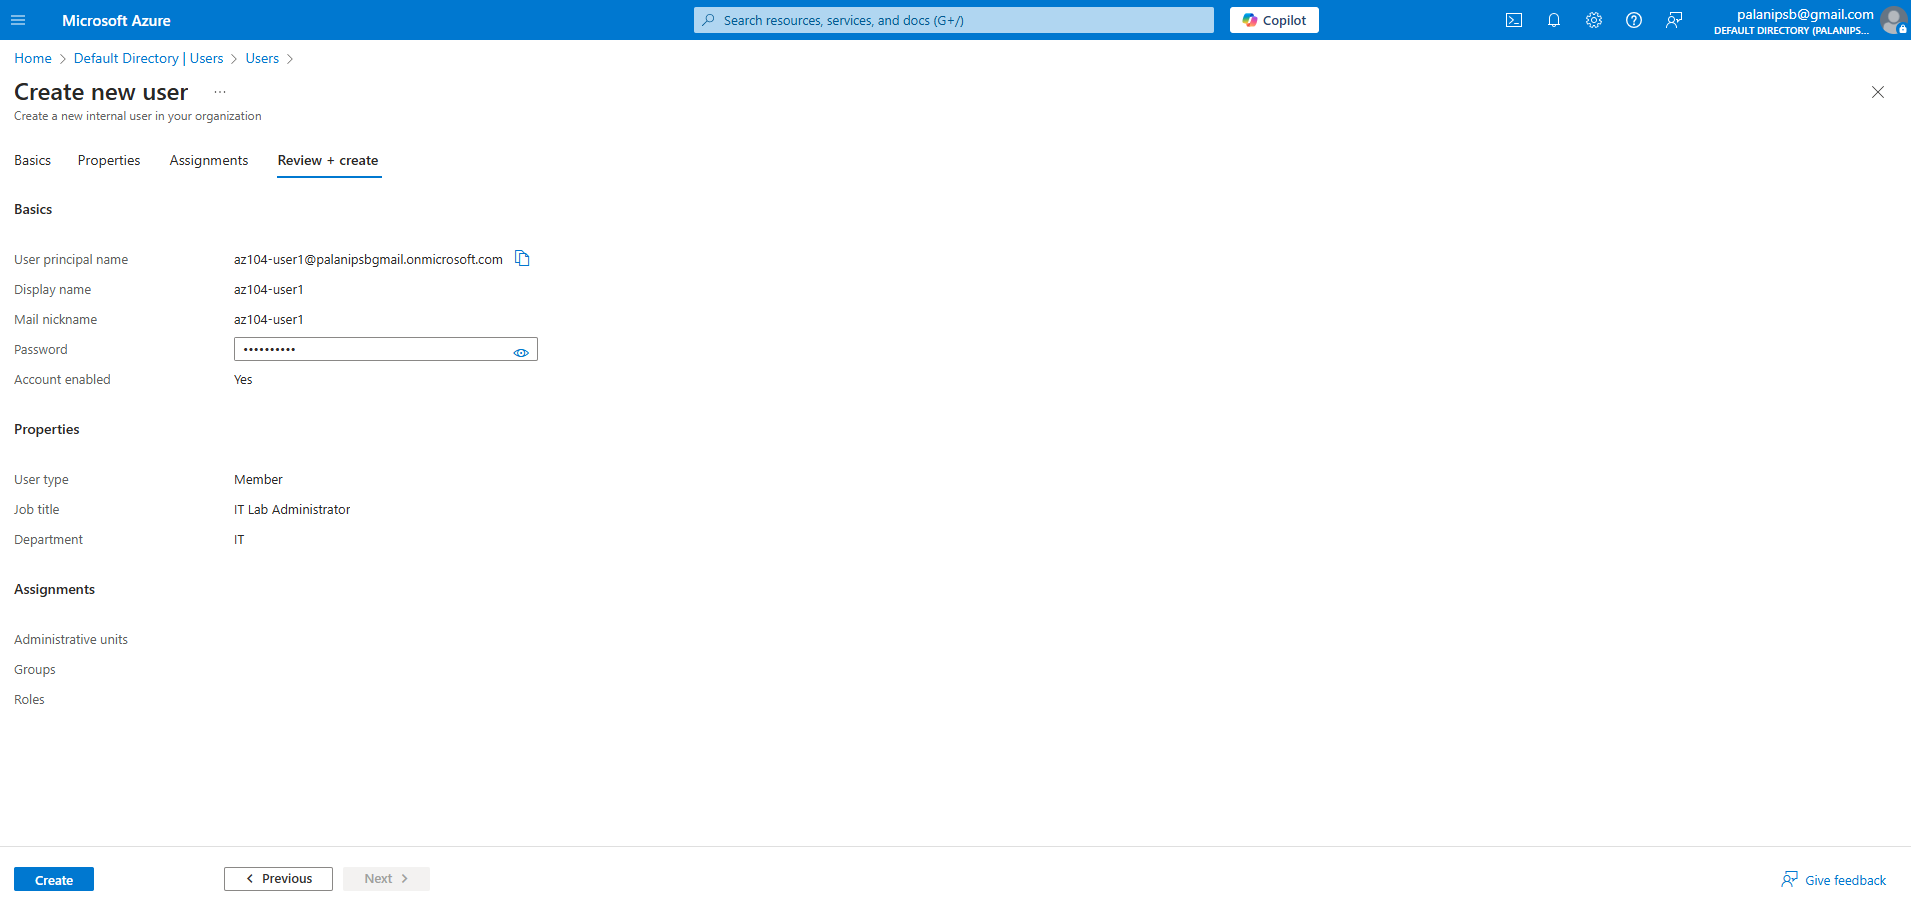 Microsoft Azure
Search resources, services, and docs (G+/)
Copilot
palanipsb@gmail.com
DEFAULT DIRECTORY (PALANIPS...
Home > Default Directory | Users > Users >
Create new user ...
Create a new internal user in your organization
Basics Properties Assignments Review + create
Basics
User principal name az104-user1@palanipsbgmail.onmicrosoft.com
Display name az104-user1
Mail nickname az104-user1
Password ••••••••••
Account enabled Yes
Properties
User type Member
Job title IT Lab Administrator
Department IT
Assignments
Administrative units
Groups
Roles
Create < Previous Next > Give feedback